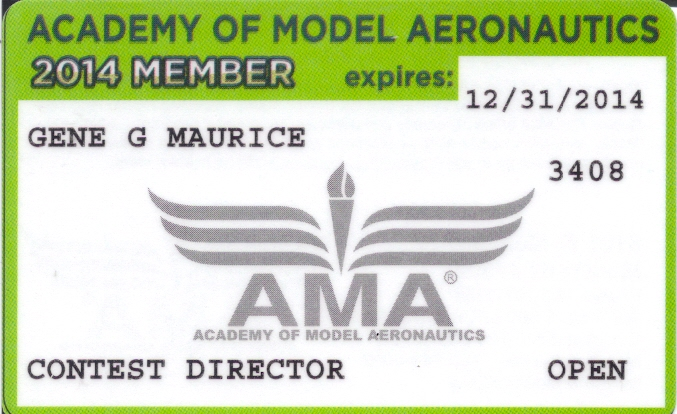 ACADEMY OF MODEL AERONAUTICS
2014 MEMBER expires:
12/31/2014
GENE G MAURICE
3408
AMA®
ACADEMY OF MODEL AERONAUTICS
CONTEST DIRECTOR OPEN